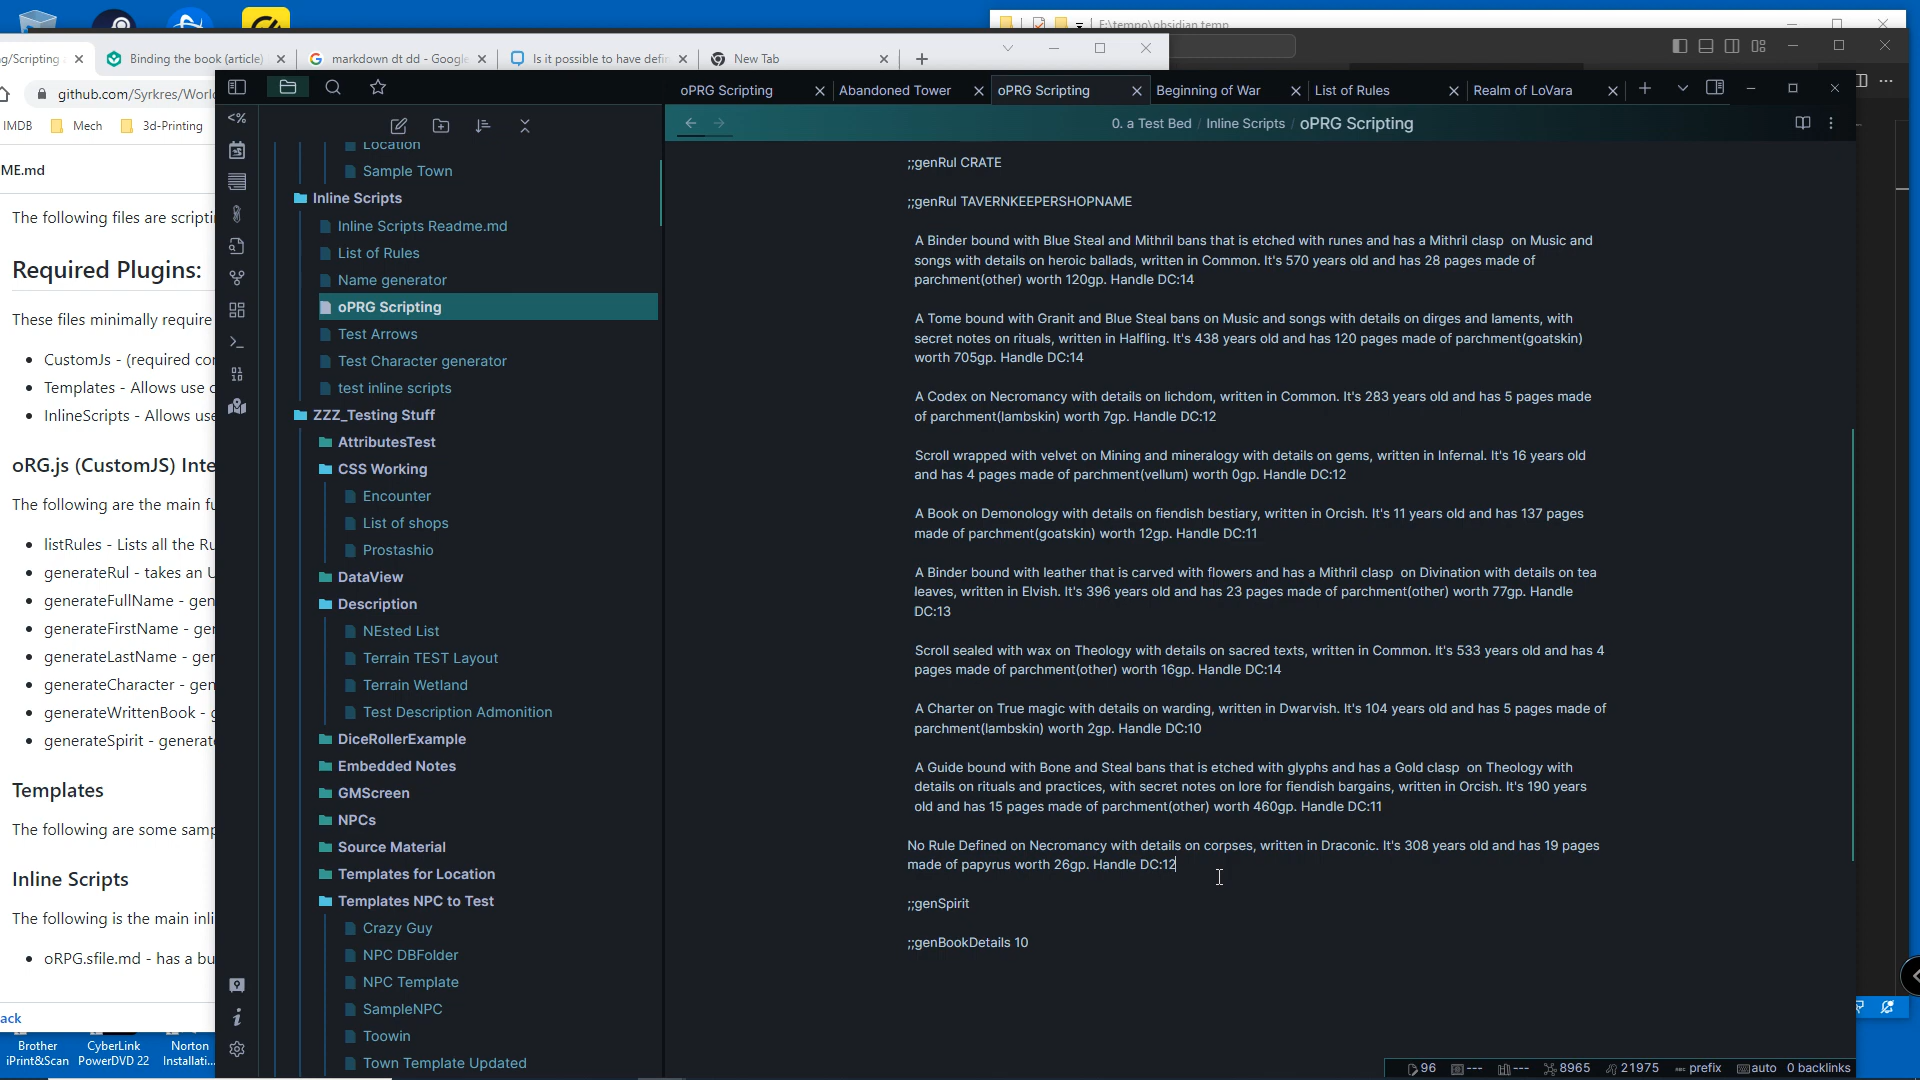 F:\tempo\obsidian temp
g/Scripting
Binding the book (article)
markdown dt dd - Google
Is it possible to have defin
New Tab
github.com/Syrkres/World
IMDB
Mech
3d-Printing
ME.md
The following files are scripti
Required Plugins:
These files minimally require
CustomJs - (required cor
Templates - Allows use o
InlineScripts - Allows use
oRG.js (CustomJS) Inte
The following are the main fu
listRules - Lists all the Ru
generateRul - takes an U
generateFullName - gen
generateFirstName - ger
generateLastName - ger
generateCharacter - gen
generateWrittenBook - g
generateSpirit - generate
Templates
The following are some samp
Inline Scripts
The following is the main inli
oRPG.sfile.md - has a bu
ack
Brother iPrint&Scan
CyberLink PowerDVD 22
Norton Installati...
Location
Sample Town
Inline Scripts
Inline Scripts Readme.md
List of Rules
Name generator
oPRG Scripting
Test Arrows
Test Character generator
test inline scripts
ZZZ_Testing Stuff
AttributesTest
CSS Working
Encounter
List of shops
Prostashio
DataView
Description
NEsted List
Terrain TEST Layout
Terrain Wetland
Test Description Admonition
DiceRollerExample
Embedded Notes
GMScreen
NPCs
Source Material
Templates for Location
Templates NPC to Test
Crazy Guy
NPC DBFolder
NPC Template
SampleNPC
Toowin
Town Template Updated
oPRG Scripting
Abandoned Tower
oPRG Scripting
Beginning of War
List of Rules
Realm of LoVara
0. a Test Bed / Inline Scripts / oPRG Scripting
;;genRul CRATE
;;genRul TAVERNKEEPERSHOPNAME
A Binder bound with Blue Steal and Mithril bans that is etched with runes and has a Mithril clasp  on Music and
songs with details on heroic ballads, written in Common. It's 570 years old and has 28 pages made of
parchment(other) worth 120gp. Handle DC:14
A Tome bound with Granit and Blue Steal bans on Music and songs with details on dirges and laments, with
secret notes on rituals, written in Halfling. It's 438 years old and has 120 pages made of parchment(goatskin)
worth 705gp. Handle DC:14
A Codex on Necromancy with details on lichdom, written in Common. It's 283 years old and has 5 pages made
of parchment(lambskin) worth 7gp. Handle DC:12
Scroll wrapped with velvet on Mining and mineralogy with details on gems, written in Infernal. It's 16 years old
and has 4 pages made of parchment(vellum) worth 0gp. Handle DC:12
A Book on Demonology with details on fiendish bestiary, written in Orcish. It's 11 years old and has 137 pages
made of parchment(goatskin) worth 12gp. Handle DC:11
A Binder bound with leather that is carved with flowers and has a Mithril clasp  on Divination with details on tea
leaves, written in Elvish. It's 396 years old and has 23 pages made of parchment(other) worth 77gp. Handle
DC:13
Scroll sealed with wax on Theology with details on sacred texts, written in Common. It's 533 years old and has 4
pages made of parchment(other) worth 16gp. Handle DC:14
A Charter on True magic with details on warding, written in Dwarvish. It's 104 years old and has 5 pages made of
parchment(lambskin) worth 2gp. Handle DC:10
A Guide bound with Bone and Steal bans that is etched with glyphs and has a Gold clasp  on Theology with
details on rituals and practices, with secret notes on lore for fiendish bargains, written in Orcish. It's 190 years
old and has 15 pages made of parchment(other) worth 460gp. Handle DC:11
No Rule Defined on Necromancy with details on corpses, written in Draconic. It's 308 years old and has 19 pages
made of papyrus worth 26gp. Handle DC:12
;;genSpirit
;;genBookDetails 10
96
---
---
8965
21975
prefix
auto
0 backlinks